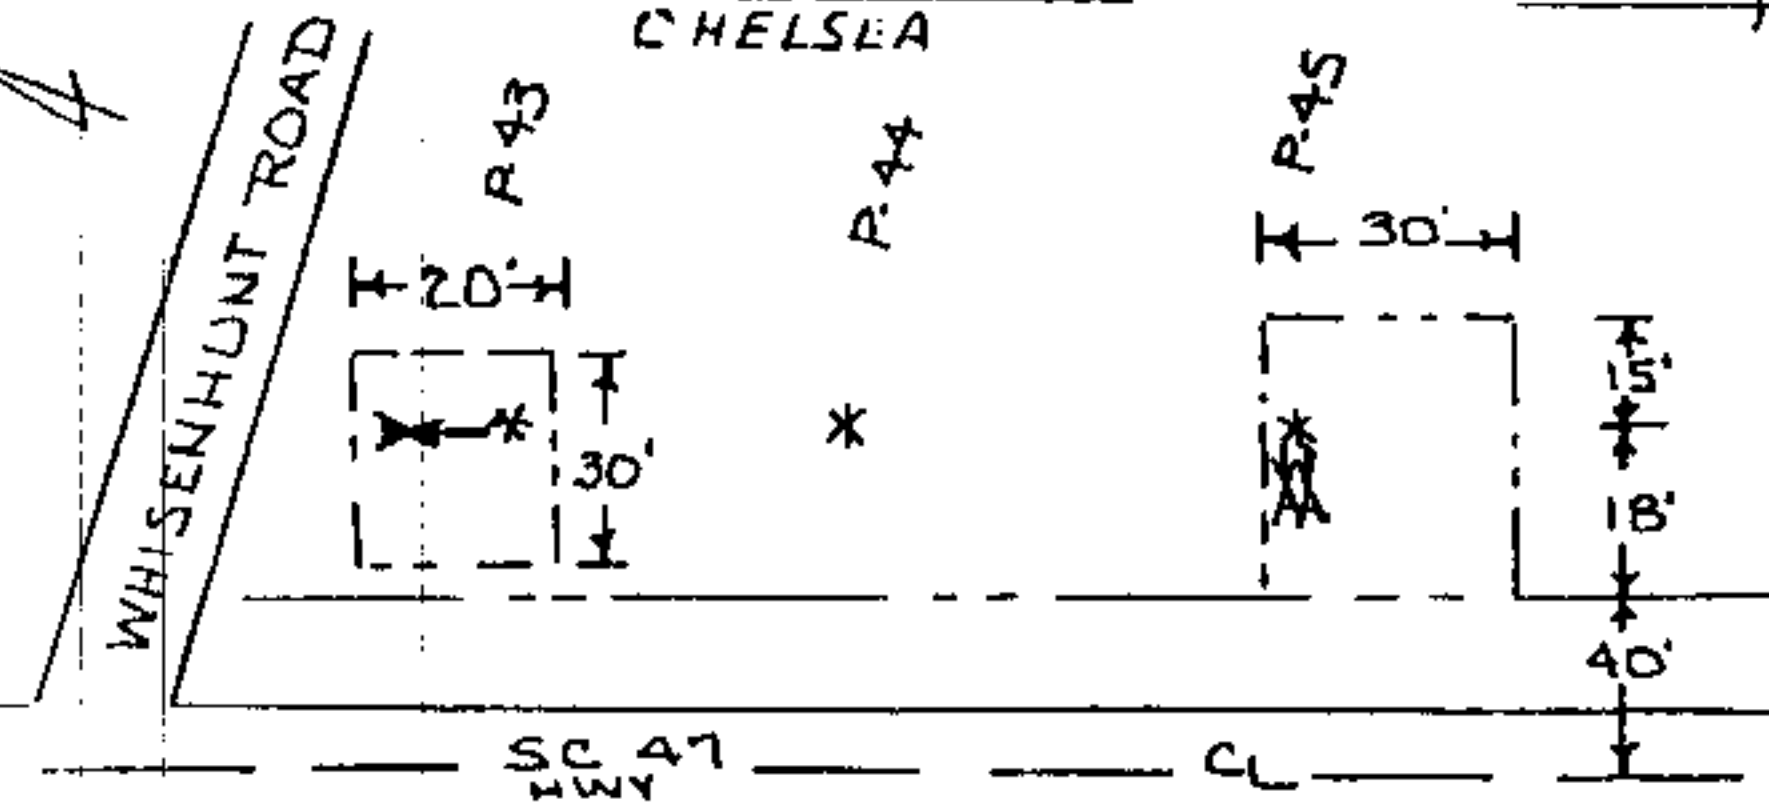 CHELSEA
WHISENHUNT ROAD
P. 43
P. 44
P. 45
20'
30'
30'
15'
18'
40'
SC 47
HWY
CL